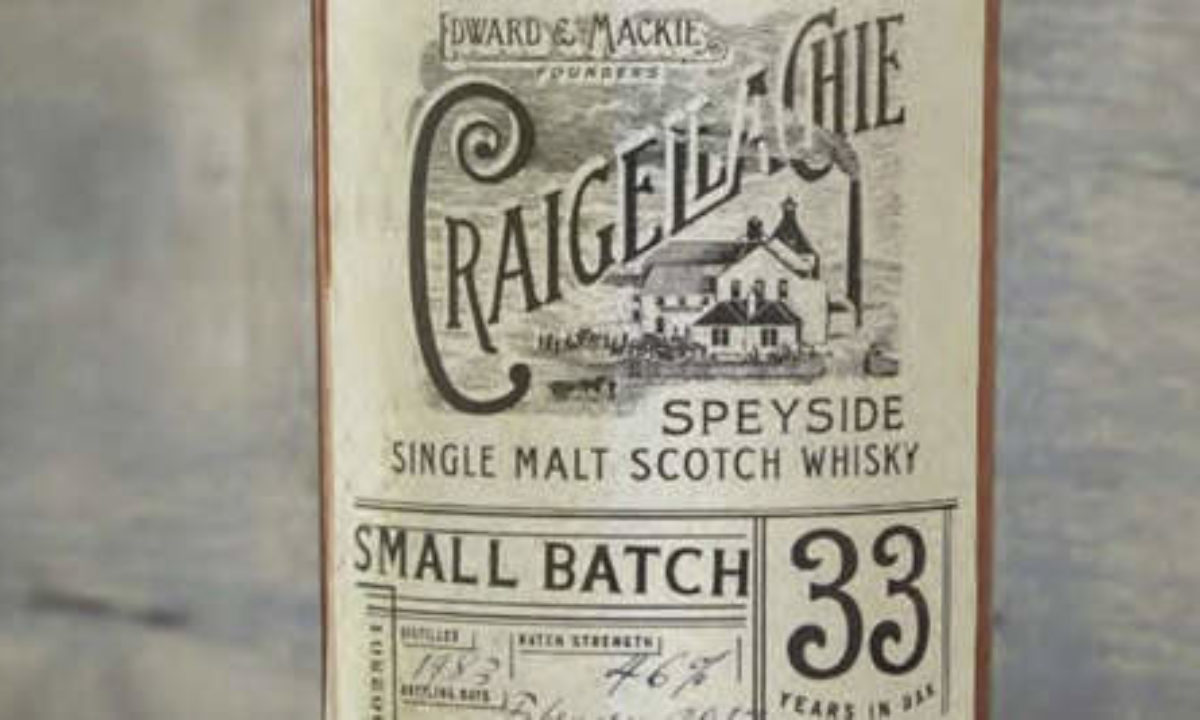 EDWARD & MACKIE
FOUNDERS
CRAIGELLACHIE
SPEYSIDE
SINGLE MALT SCOTCH WHISKY
SMALL BATCH
33
YEARS IN OAK
DISTILLED
BATCH STRENGTH
1983
46%
BOTTLING DATE
February